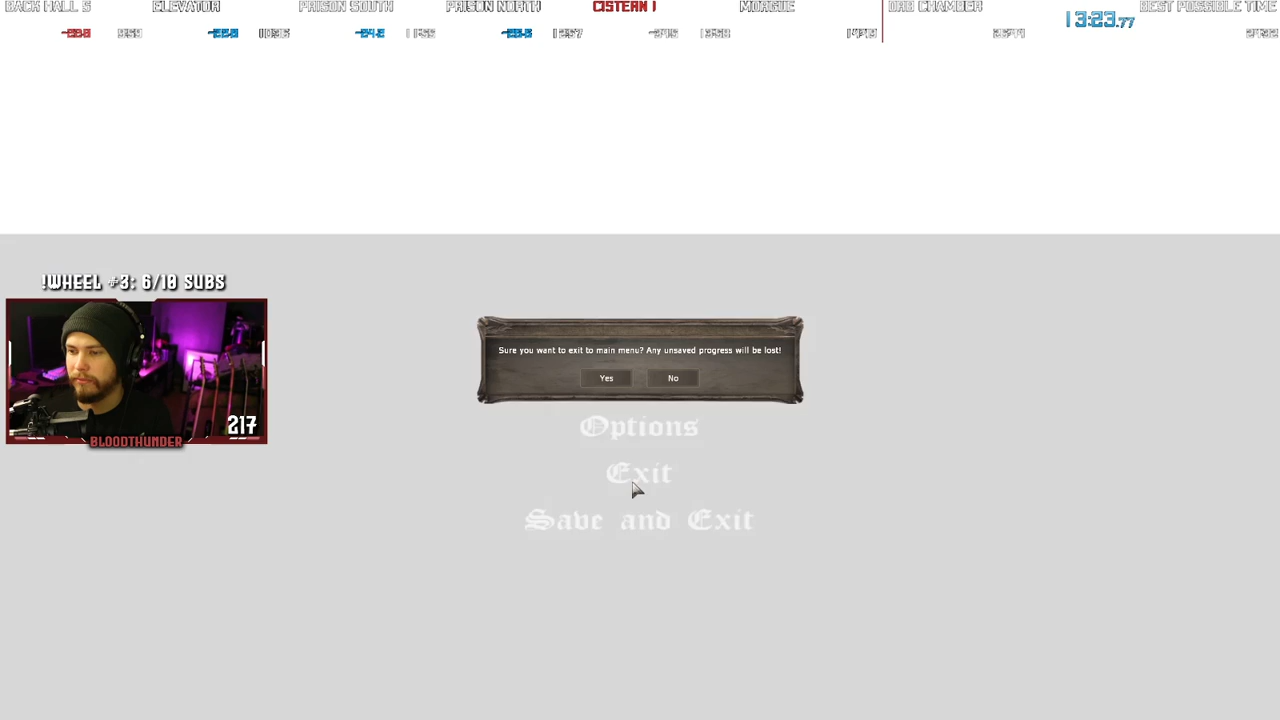 BACK HALL 5 ELEVATOR PRISON SOUTH PRISON NORTH CISTERN 1 MORGUE ORB CHAMBER BEST POSSIBLE TIME
13:23.77
!WHEEL #3: 6/10 SUBS
217
BLOODTHUNDER
Sure you want to exit to main menu? Any unsaved progress will be lost!
Yes No
Options
Exit
Save and Exit